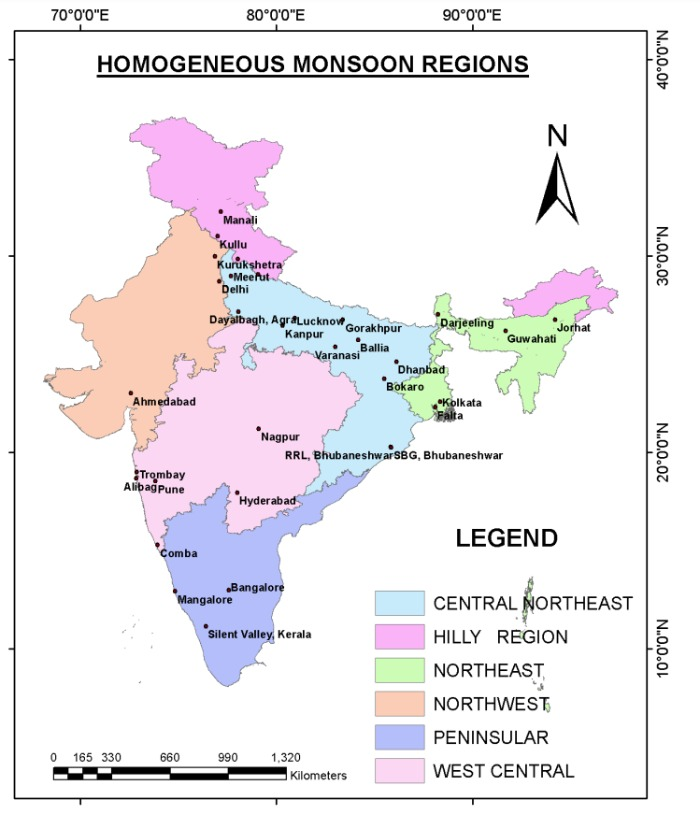 70°0'0"E 80°0'0"E 90°0'0"E
HOMOGENEOUS MONSOON REGIONS
40°0'0"N
N
Manali
Kullu
30°0'0"N
Kurukshetra
Meerut
Delhi
Dayalbagh, Agra Lucknow
Gorakhpur
Kanpur
Darjeeling
Jorhat
Guwahati
Ballia
Varanasi
Dhanbad
Bokaro
Ahmedabad
Kolkata
Falta
Nagpur
20°0'0"N
RRL, Bhubaneshwar SBG, Bhubaneshwar
Trombay
Alibag Pune
Hyderabad
Comba
LEGEND
Bangalore
Mangalore
CENTRAL NORTHEAST
Silent Valley, Kerala
HILLY REGION
10°0'0"N
NORTHEAST
NORTHWEST
PENINSULAR
WEST CENTRAL
0 165 330 660 990 1,320
Kilometers